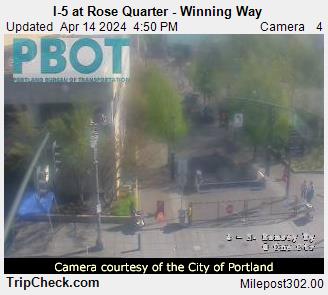 I-5 at Rose Quarter - Winning Way
Updated Apr 14 2024 4:50 PM Camera 4
PBOT
PORTLAND BUREAU OF TRANSPORTATION
Camera courtesy of the City of Portland
TripCheck.com Milepost302.00